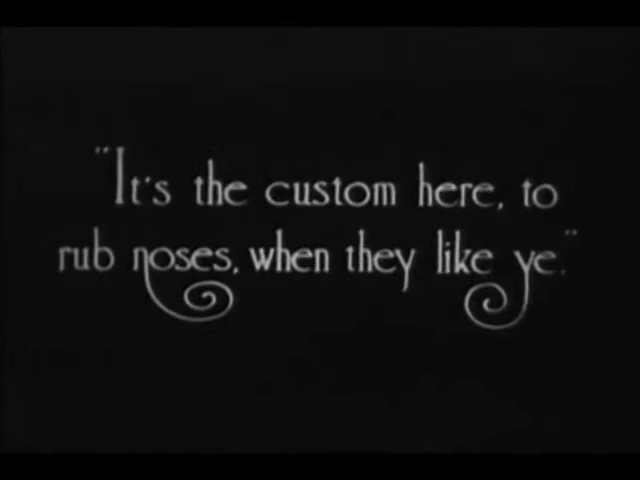 "It's the custom here, to
rub noses, when they like ye."